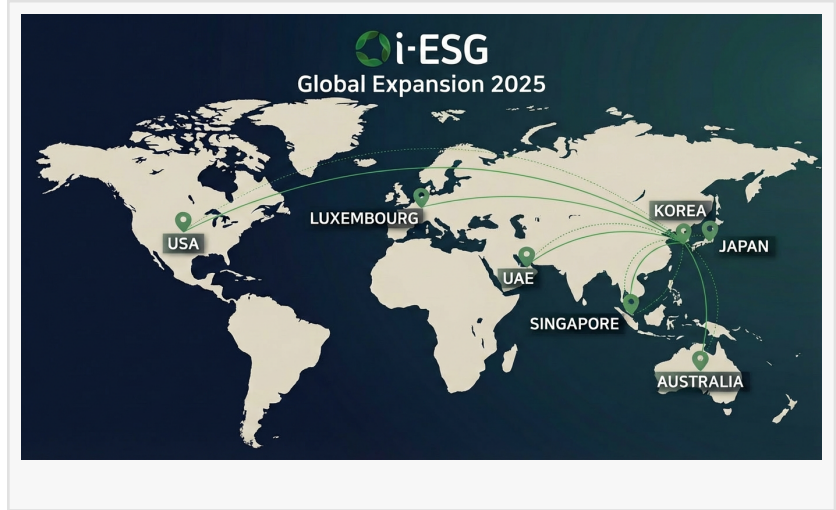 i-ESG
Global Expansion 2025
KOREA
LUXEMBOURG
USA
JAPAN
UAE
SINGAPORE
AUSTRALIA